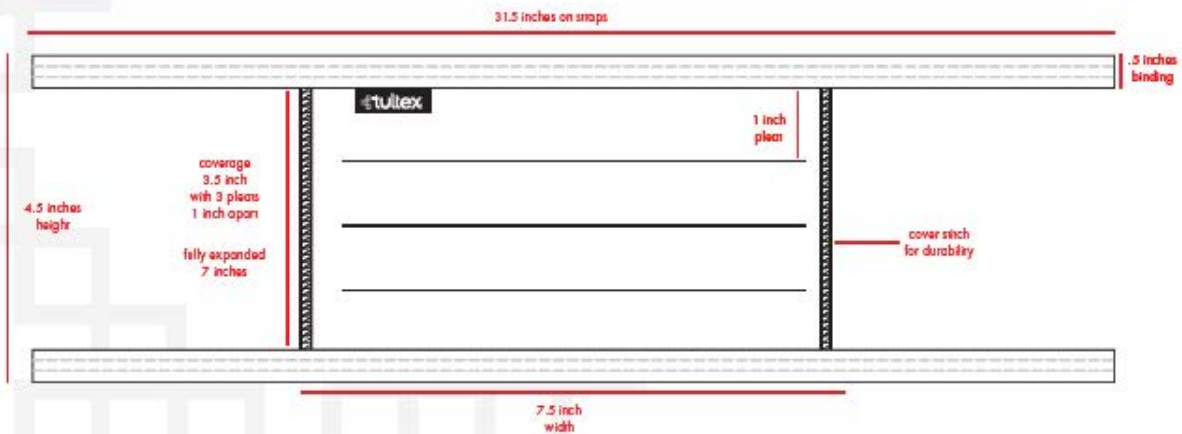 31.5 inches on straps
.5 inches
binding
tultex
1 inch
pleat
coverage
3.5 inch
with 3 pleats
1 inch apart
4.5 inches
height
fully expanded
7 inches
cover stitch
for durability
7.5 inch
width